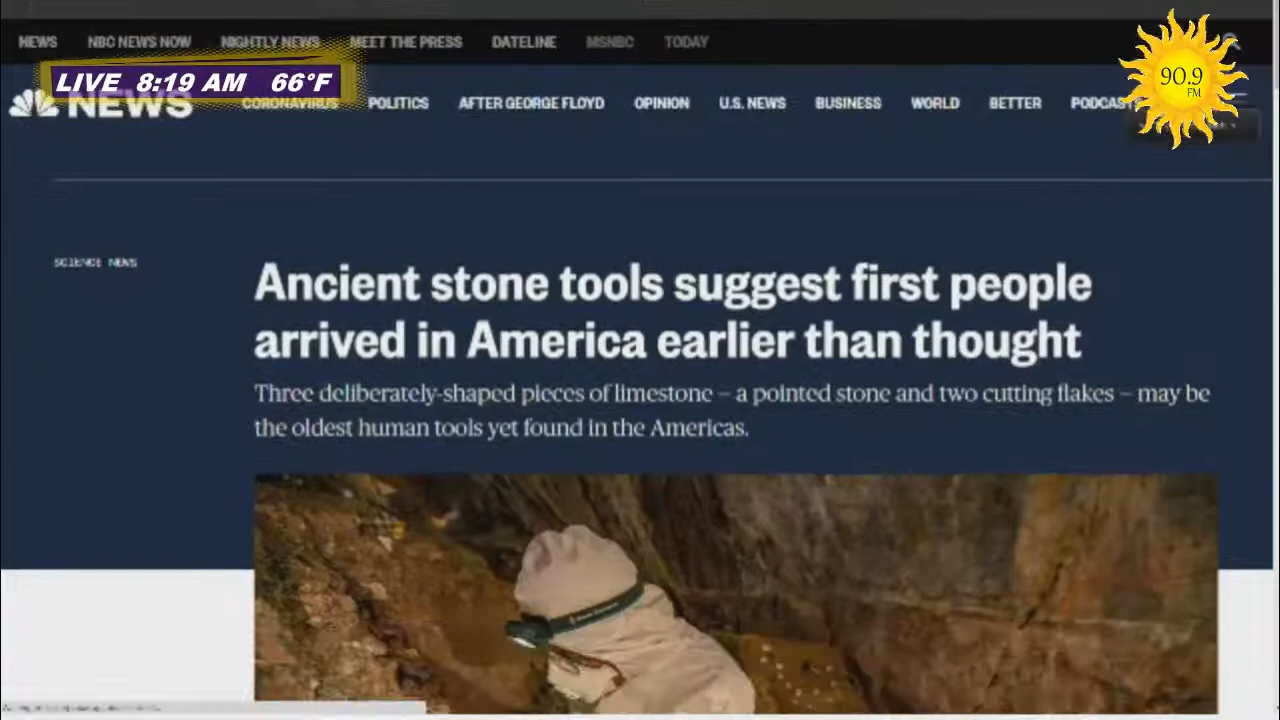 NEWS NBC NEWS NOW NIGHTLY NEWS MEET THE PRESS DATELINE MSNBC TODAY
LIVE 8:19 AM 66°F
90.9
FM
NEWS CORONAVIRUS POLITICS AFTER GEORGE FLOYD OPINION U.S. NEWS BUSINESS WORLD BETTER PODCAST
SCIENCE NEWS
Ancient stone tools suggest first people
arrived in America earlier than thought
Three deliberately-shaped pieces of limestone – a pointed stone and two cutting flakes – may be
the oldest human tools yet found in the Americas.